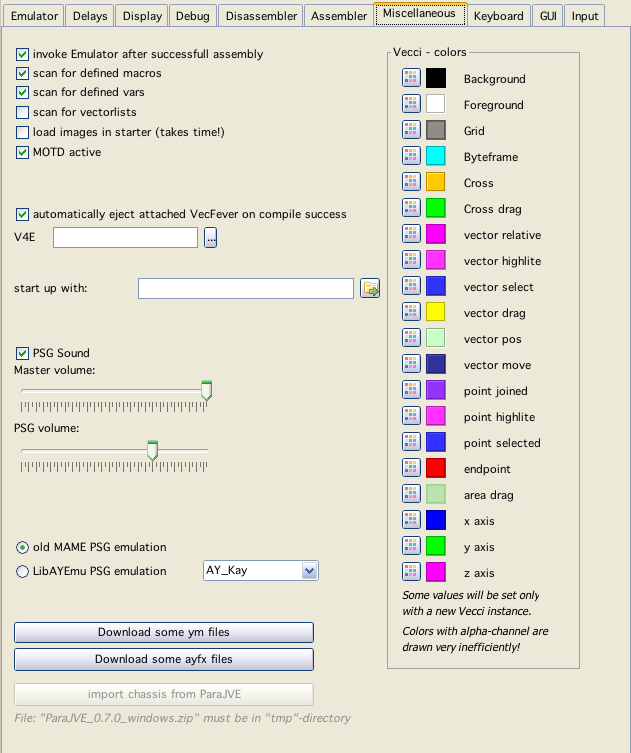 Emulator Delays Display Debug Disassembler Assembler Miscellaneous Keyboard GUI Input
invoke Emulator after successfull assembly
scan for defined macros
scan for defined vars
scan for vectorlists
load images in starter (takes time!)
MOTD active
automatically eject attached VecFever on compile success
V4E
...
start up with:
PSG Sound
Master volume:
PSG volume:
old MAME PSG emulation
LibAYEmu PSG emulation
AY_Kay
Download some ym files
Download some ayfx files
import chassis from ParaJVE
File: "ParaJVE_0.7.0_windows.zip" must be in "tmp"-directory
Vecci - colors
Background
Foreground
Grid
Byteframe
Cross
Cross drag
vector relative
vector highlite
vector select
vector drag
vector pos
vector move
point joined
point highlite
point selected
endpoint
area drag
x axis
y axis
z axis
Some values will be set only
with a new Vecci instance.
Colors with alpha-channel are
drawn very inefficiently!